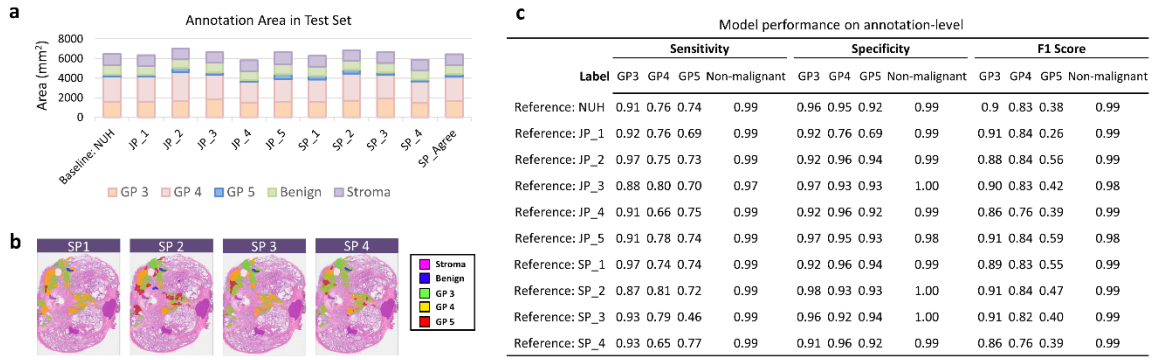 a
Annotation Area in Test Set
Area (mm²)
8000
6000
4000
2000
0
Baseline: NUH
JP_1
JP_2
JP_3
JP_4
JP_5
SP_1
SP_2
SP_3
SP_4
SP_Agree
GP 3 GP 4 GP 5 Benign Stroma
b
SP1 SP 2 SP 3 SP 4
Stroma
Benign
GP 3
GP 4
GP 5
c
Model performance on annotation-level
Sensitivity Specificity F1 Score
Label GP3 GP4 GP5 Non-malignant GP3 GP4 GP5 Non-malignant GP3 GP4 GP5 Non-malignant
Reference: NUH 0.91 0.76 0.74 0.99 0.96 0.95 0.92 0.99 0.9 0.83 0.38 0.99
Reference: JP_1 0.92 0.76 0.69 0.99 0.92 0.76 0.69 0.99 0.91 0.84 0.26 0.99
Reference: JP_2 0.97 0.75 0.73 0.99 0.92 0.96 0.94 0.99 0.88 0.84 0.56 0.99
Reference: JP_3 0.88 0.80 0.70 0.97 0.97 0.93 0.93 1.00 0.90 0.83 0.42 0.98
Reference: JP_4 0.91 0.66 0.75 0.99 0.92 0.96 0.92 0.99 0.86 0.76 0.39 0.99
Reference: JP_5 0.91 0.78 0.74 0.99 0.97 0.95 0.93 0.98 0.91 0.84 0.59 0.98
Reference: SP_1 0.97 0.74 0.74 0.99 0.92 0.96 0.94 0.99 0.89 0.83 0.55 0.99
Reference: SP_2 0.87 0.81 0.72 0.99 0.98 0.93 0.93 1.00 0.91 0.84 0.47 0.99
Reference: SP_3 0.93 0.79 0.46 0.99 0.96 0.92 0.94 1.00 0.91 0.82 0.40 0.99
Reference: SP_4 0.93 0.65 0.77 0.99 0.91 0.96 0.92 0.99 0.86 0.76 0.39 0.99